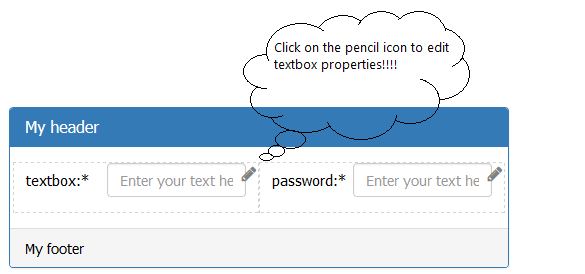 Click on the pencil icon to edit
textbox properties!!!!
My header
textbox:* Enter your text he password:* Enter your text he
My footer